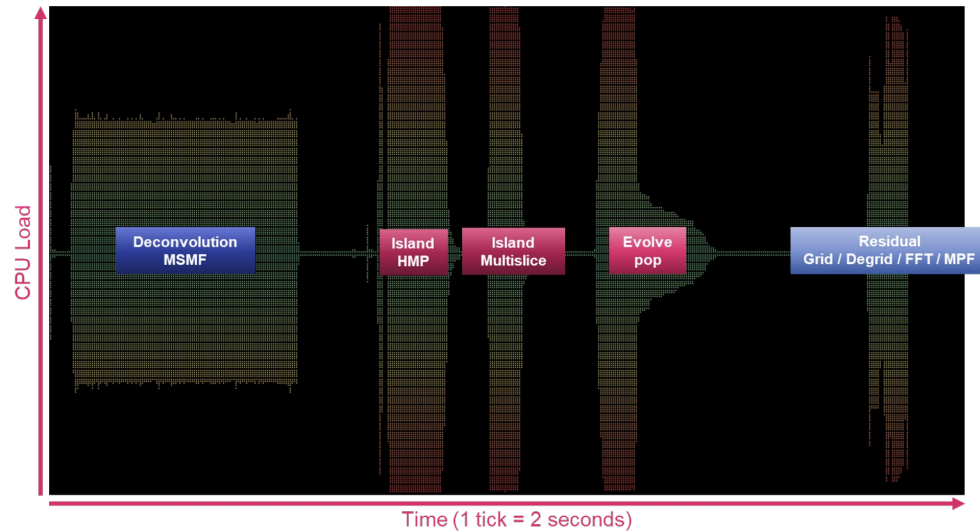 CPU Load
Deconvolution
MSMF
Island
HMP
Island
Multislice
Evolve
pop
Residual
Grid / Degrid / FFT / MPF
Time (1 tick = 2 seconds)